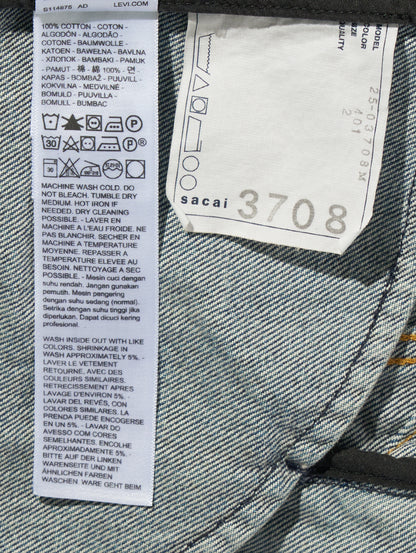 S114875 AD LEVI.COM
100% COTTON - COTON -
ALGODÓN - ALGODÃO -
COTONE - BAUMWOLLE -
KATOEN - BAWEŁNA - BAVLNA
- ХЛОПОК - BAMBAKI - PAMUK
- ПАМУК - 棉 - 綿 100% - 면 -
KAPAS - BOMBAŽ - PUUVILL -
KOKVILNA - MEDVILNĖ -
BOMULD - PUUVILLA -
BOMULL - BUMBAC
MACHINE WASH COLD. DO
NOT BLEACH. TUMBLE DRY
MEDIUM. HOT IRON IF
NEEDED. DRY CLEANING
POSSIBLE. - LAVER EN
MACHINE A L'EAU FROIDE. NE
PAS BLANCHIR. SECHER EN
MACHINE A TEMPERATURE
MOYENNE. REPASSER A
TEMPERATURE ELEVEE AU
BESOIN. NETTOYAGE A SEC
POSSIBLE. - Mesin cuci dengan
suhu rendah. Jangan gunakan
pemutih. Mesin pengering
dengan suhu sedang (normal).
Setrika dengan suhu tinggi jika
diperlukan. Dapat dicuci kering
profesional.
WASH INSIDE OUT WITH LIKE
COLORS. SHRINKAGE IN
WASH APPROXIMATELY 5%. -
LAVER LE VETEMENT
RETOURNE, AVEC DES
COULEURS SIMILAIRES.
RETRECISSEMENT APRES
LAVAGE D'ENVIRON 5%. -
LAVAR DEL REVÉS, CON
COLORES SIMILARES. LA
PRENDA PUEDE ENCOGERSE
EN UN 5%. - LAVAR DO
AVESSO COM CORES
SEMELHANTES. ENCOLHE
APROXIMADAMENTE 5%. -
BITTE AUF DER LINKEN
WARENSEITE UND MIT
ÄHNLICHEN FARBEN
WASCHEN. WARE GEHT BEIM
MODEL 25-03708M
COLOR 401
SIZE 2
sacai 3708